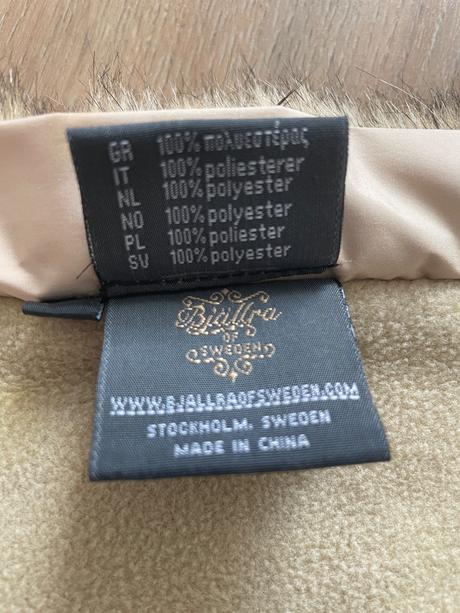 GR 100% πολυεστέρας
IT 100% poliesterer
NL 100% polyester
NO 100% polyester
PL 100% poliester
SV 100% polyester
Bjällra
OF
SWEDEN
WWW.BJALLRAOFSWEDEN.COM
STOCKHOLM, SWEDEN
MADE IN CHINA